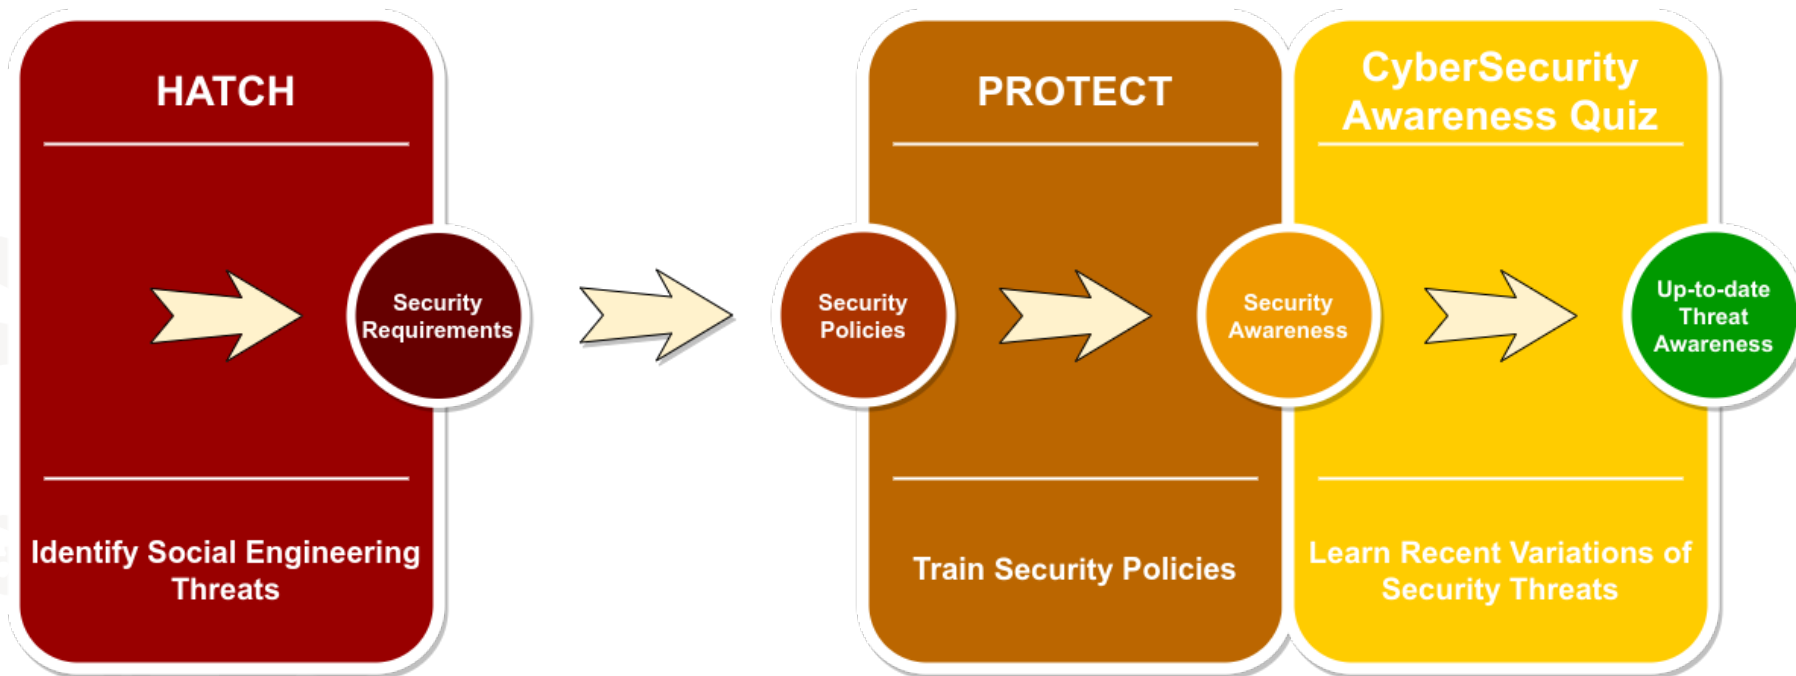 HATCH
Security
Requirements
Identify Social Engineering
Threats
Security
Policies
PROTECT
Train Security Policies
Security
Awareness
CyberSecurity
Awareness Quiz
Learn Recent Variations of
Security Threats
Up-to-date
Threat
Awareness